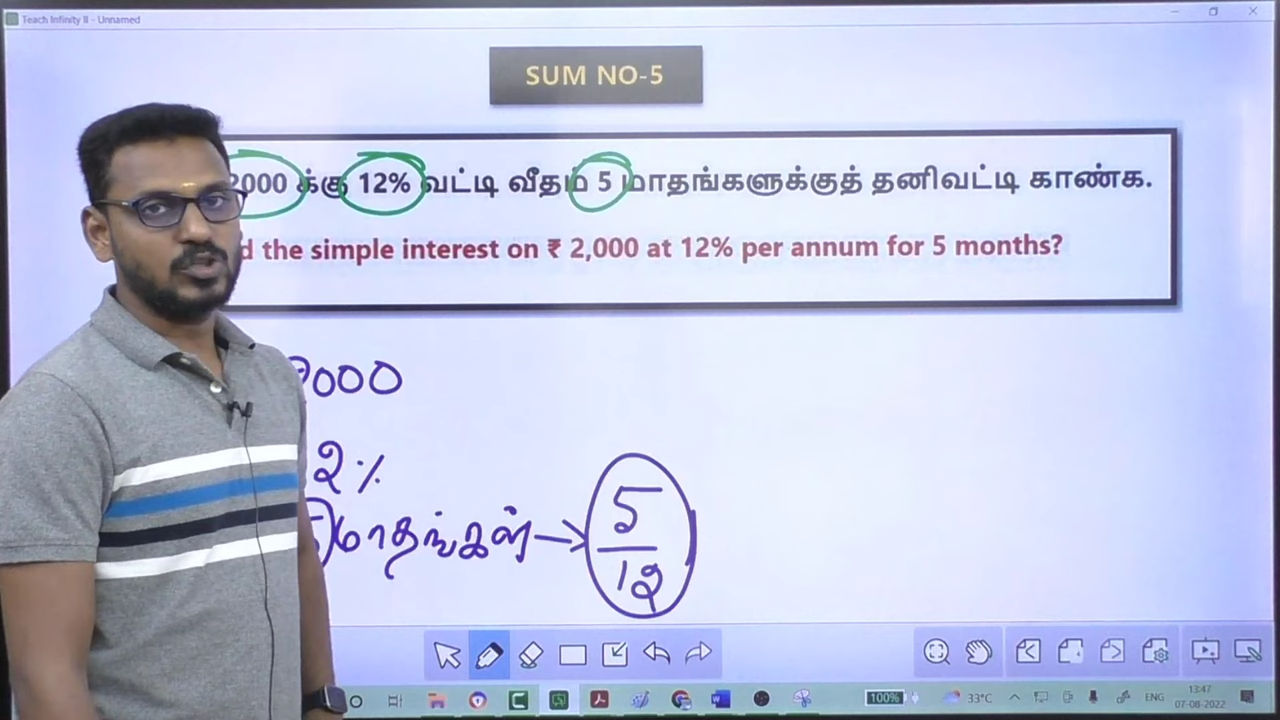 Teach Infinity II - Unnamed
SUM NO-5
2000 க்கு 12% வட்டி வீதம் 5 மாதங்களுக்குத் தனிவட்டி காண்க.
the simple interest on ₹ 2,000 at 12% per annum for 5 months?
2000
2%
மாதங்கள் → 5/12
100% 33°C ENG 13:47
07-08-2022